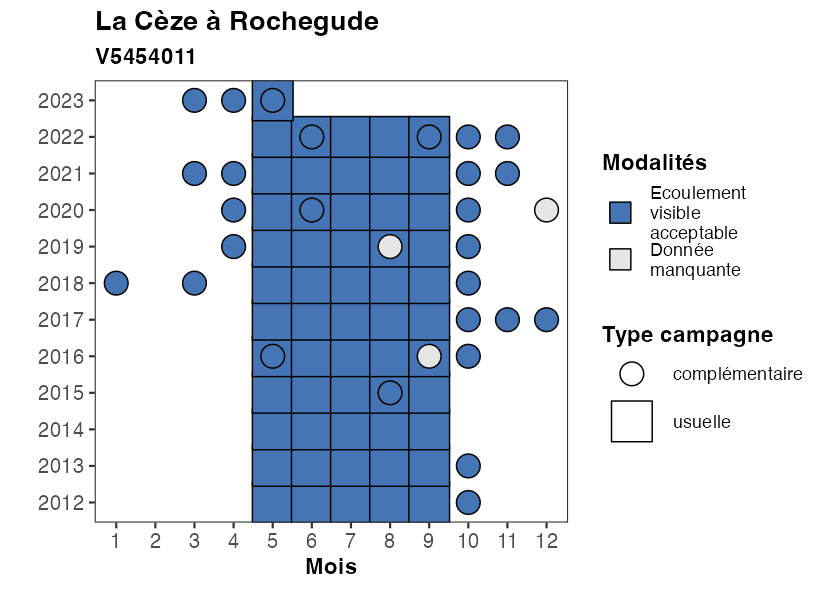 La Cèze à Rochegude
V5454011
2023
2022
2021
2020
2019
2018
2017
2016
2015
2014
2013
2012
1 2 3 4 5 6 7 8 9 10 11 12
Mois
Modalités
Ecoulement
visible
acceptable
Donnée
manquante
Type campagne
complémentaire
usuelle